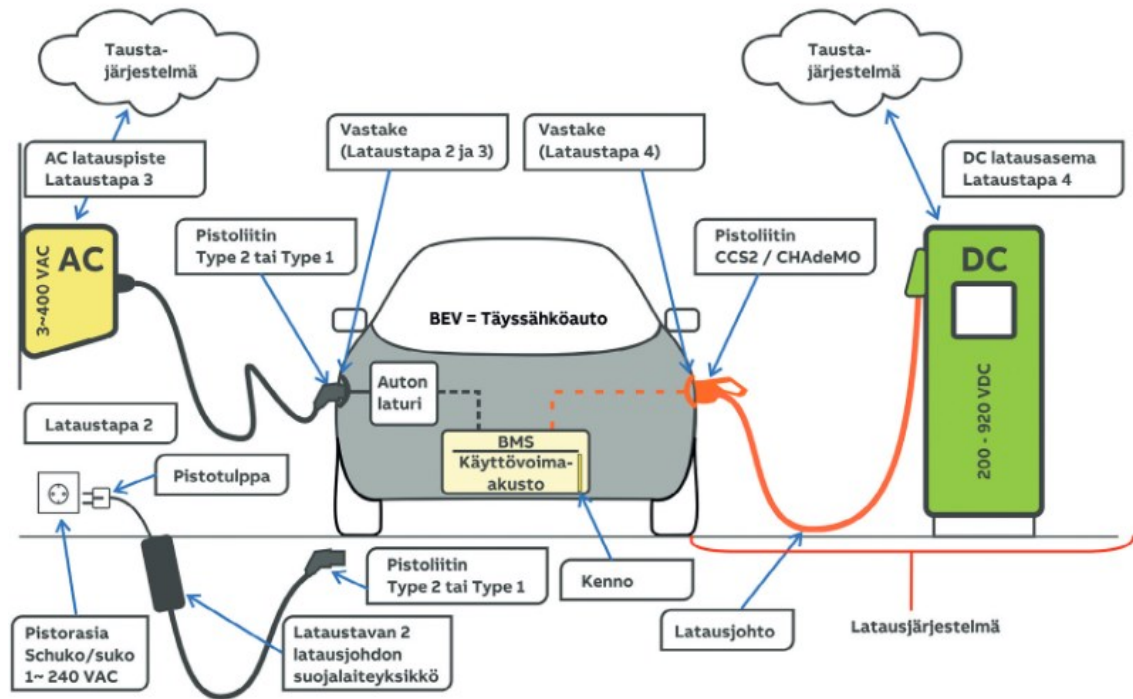 Tausta-
järjestelmä
Tausta-
järjestelmä
AC latauspiste
Lataustapa 3
Vastake
(Lataustapa 2 ja 3)
Vastake
(Lataustapa 4)
DC latausasema
Lataustapa 4
AC
3~400 VAC
Pistoliitin
Type 2 tai Type 1
Pistoliitin
CCS2 / CHAdeMO
DC
200 - 920 VDC
BEV = Täyssähköauto
Auton
laturi
BMS
Käyttövoima-
akusto
Lataustapa 2
Pistotulppa
Pistoliitin
Type 2 tai Type 1
Kenno
Latausjohto
Latausjärjestelmä
Pistorasia
Schuko/suko
1~ 240 VAC
Lataustavan 2
latausjohdon
suojalaiteyksikkö